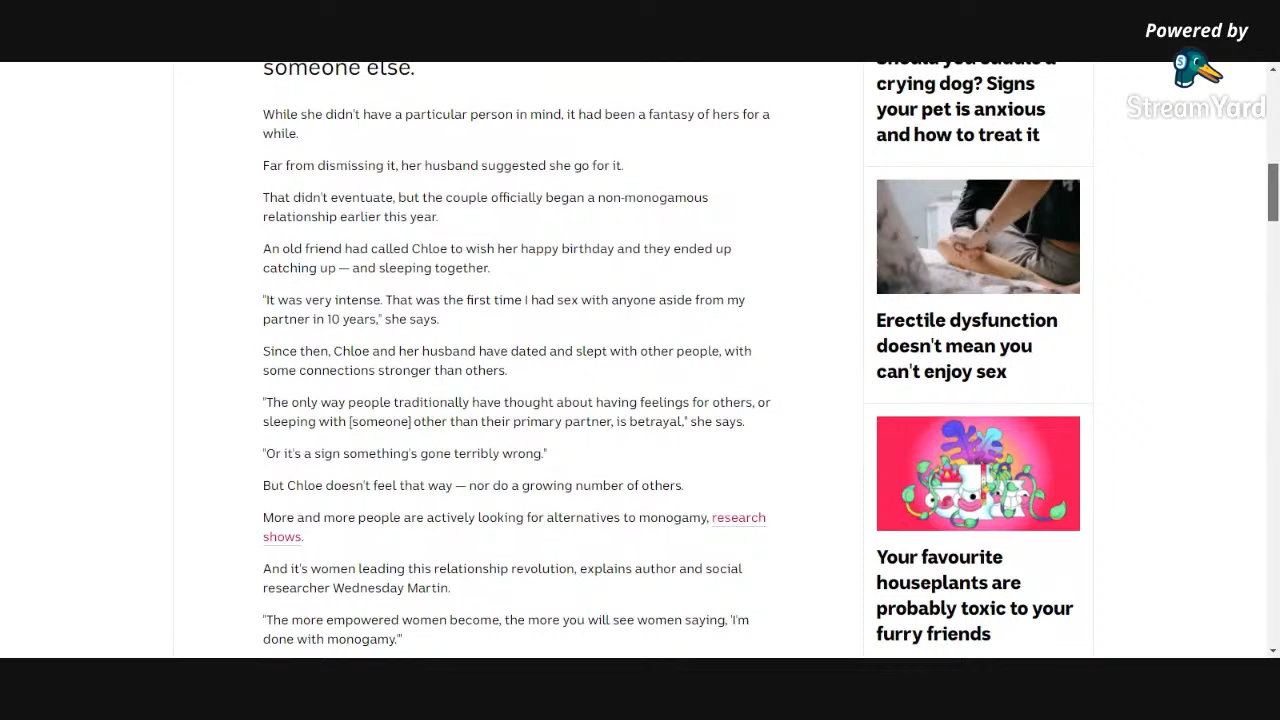 Powered by
StreamYard
someone else.
While she didn't have a particular person in mind, it had been a fantasy of hers for a
while.
Far from dismissing it, her husband suggested she go for it.
That didn't eventuate, but the couple officially began a non-monogamous
relationship earlier this year.
An old friend had called Chloe to wish her happy birthday and they ended up
catching up — and sleeping together.
"It was very intense. That was the first time I had sex with anyone aside from my
partner in 10 years," she says.
Since then, Chloe and her husband have dated and slept with other people, with
some connections stronger than others.
"The only way people traditionally have thought about having feelings for others, or
sleeping with [someone] other than their primary partner, is betrayal," she says.
"Or it's a sign something's gone terribly wrong."
But Chloe doesn't feel that way — nor do a growing number of others.
More and more people are actively looking for alternatives to monogamy, research
shows.
And it's women leading this relationship revolution, explains author and social
researcher Wednesday Martin.
"The more empowered women become, the more you will see women saying, 'I'm
done with monogamy.'"
Should you cuddle a
crying dog? Signs
your pet is anxious
and how to treat it
Erectile dysfunction
doesn't mean you
can't enjoy sex
Your favourite
houseplants are
probably toxic to your
furry friends